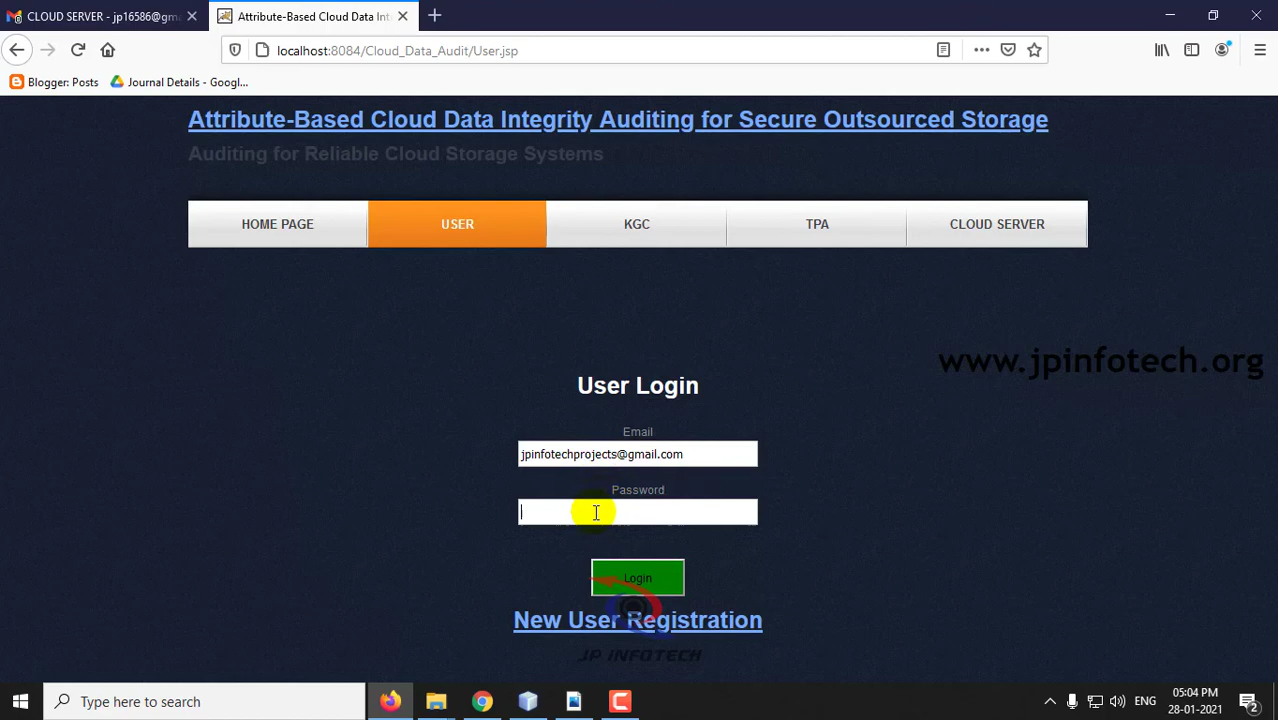 CLOUD SERVER - jp16586@gma
Attribute-Based Cloud Data Int
localhost:8084/Cloud_Data_Audit/User.jsp
Blogger: Posts
Journal Details - Googl...
Attribute-Based Cloud Data Integrity Auditing for Secure Outsourced Storage
Auditing for Reliable Cloud Storage Systems
HOME PAGE
USER
KGC
TPA
CLOUD SERVER
www.jpinfotech.org
User Login
Email
jpinfotechprojects@gmail.com
Password
Login
New User Registration
JP INFOTECH
Type here to search
ENG
05:04 PM
28-01-2021
2